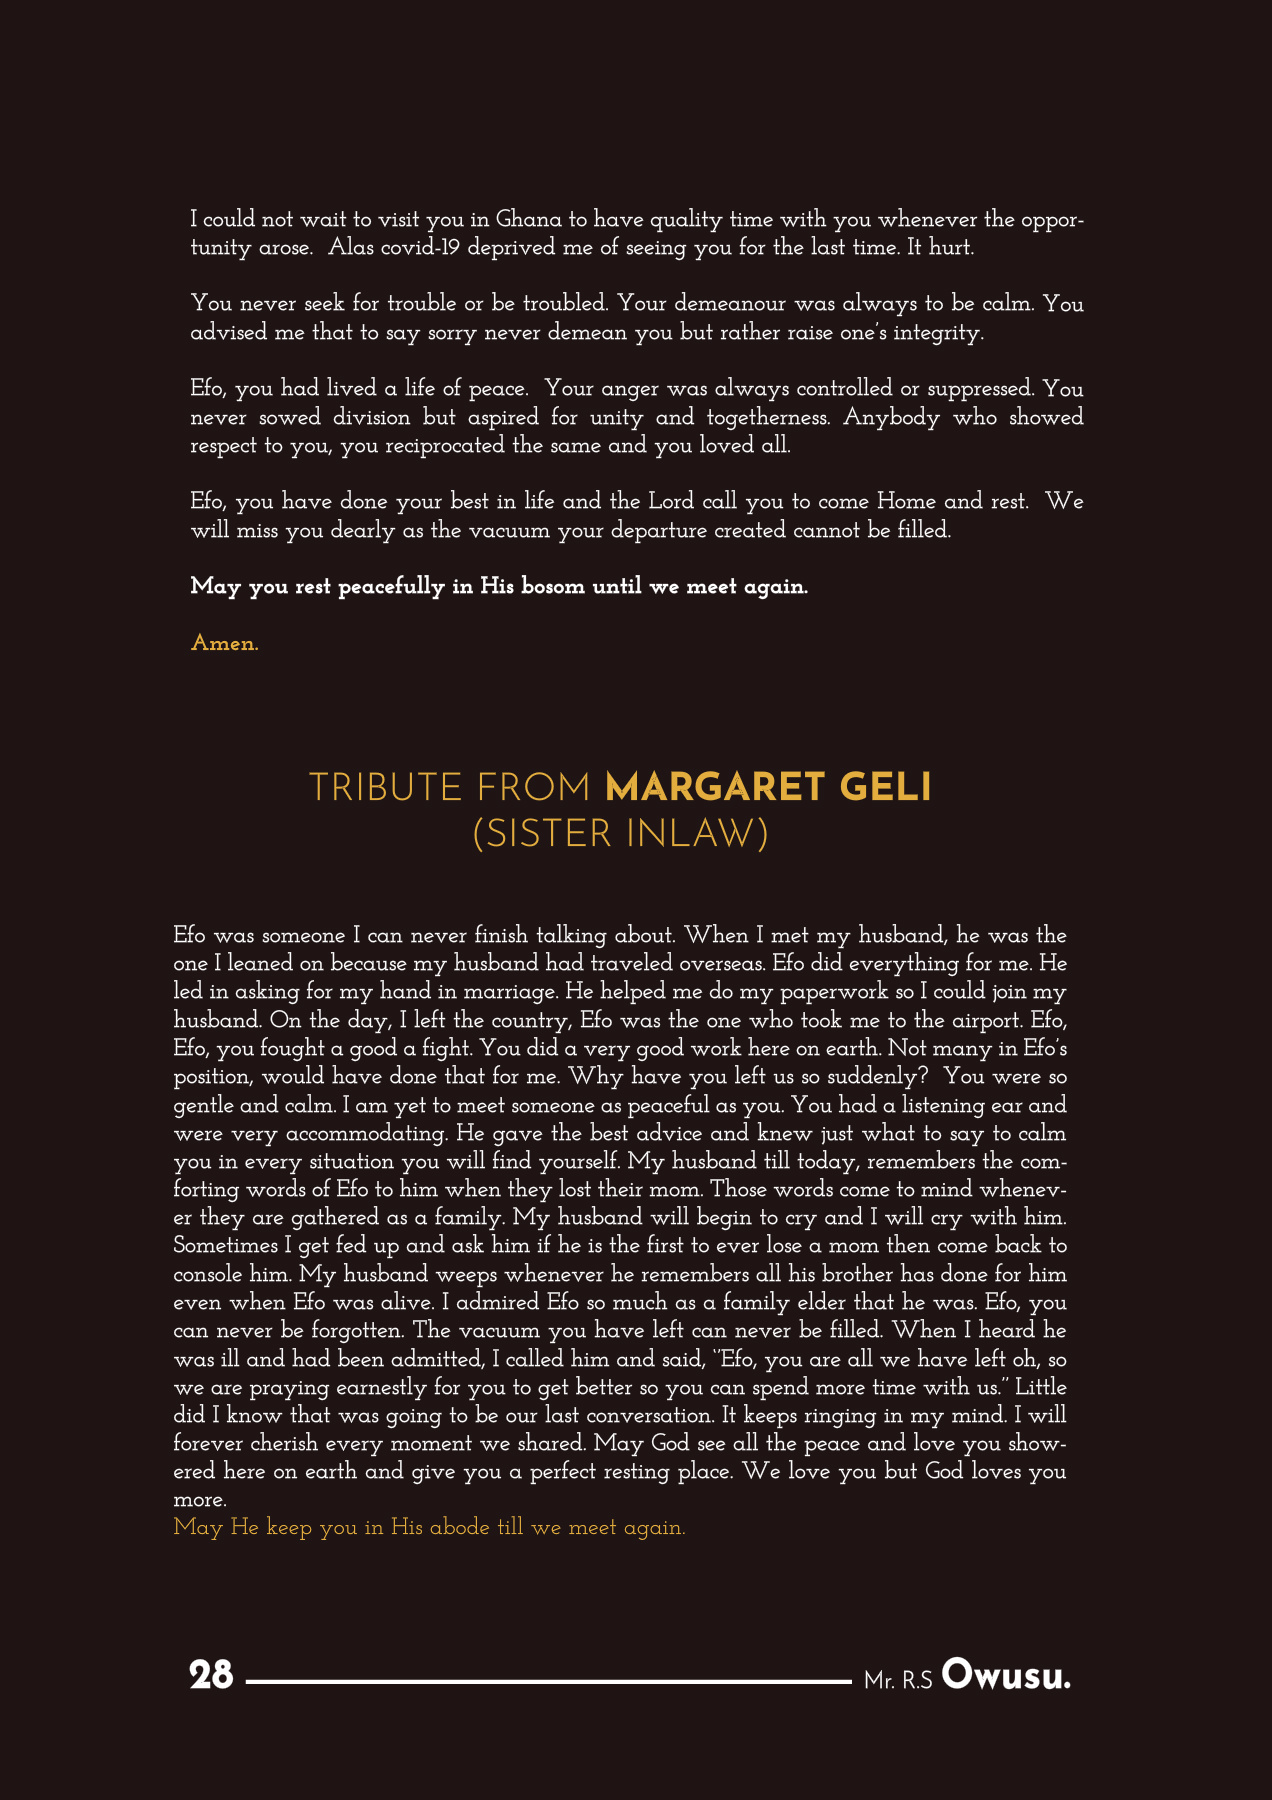 I could not wait to visit you in Ghana to have quality time with you whenever the oppor-
tunity arose.  Alas covid-19 deprived me of seeing you for the last time. It hurt.
You never seek for trouble or be troubled. Your demeanour was always to be calm. You
advised me that to say sorry never demean you but rather raise one's integrity.
Efo, you had lived a life of peace.  Your anger was always controlled or suppressed. You
never sowed division but aspired for unity and togetherness. Anybody who showed
respect to you, you reciprocated the same and you loved all.
Efo, you have done your best in life and the Lord call you to come Home and rest.  We
will miss you dearly as the vacuum your departure created cannot be filled.
May you rest peacefully in His bosom until we meet again.
Amen.
TRIBUTE FROM MARGARET GELI
(SISTER INLAW)
Efo was someone I can never finish talking about. When I met my husband, he was the
one I leaned on because my husband had traveled overseas. Efo did everything for me. He
led in asking for my hand in marriage. He helped me do my paperwork so I could join my
husband. On the day, I left the country, Efo was the one who took me to the airport. Efo,
Efo, you fought a good a fight. You did a very good work here on earth. Not many in Efo's
position, would have done that for me. Why have you left us so suddenly?  You were so
gentle and calm. I am yet to meet someone as peaceful as you. You had a listening ear and
were very accommodating. He gave the best advice and knew just what to say to calm
you in every situation you will find yourself. My husband till today, remembers the com-
forting words of Efo to him when they lost their mom. Those words come to mind whenev-
er they are gathered as a family. My husband will begin to cry and I will cry with him.
Sometimes I get fed up and ask him if he is the first to ever lose a mom then come back to
console him. My husband weeps whenever he remembers all his brother has done for him
even when Efo was alive. I admired Efo so much as a family elder that he was. Efo, you
can never be forgotten. The vacuum you have left can never be filled. When I heard he
was ill and had been admitted, I called him and said, "Efo, you are all we have left oh, so
we are praying earnestly for you to get better so you can spend more time with us." Little
did I know that was going to be our last conversation. It keeps ringing in my mind. I will
forever cherish every moment we shared. May God see all the peace and love you show-
ered here on earth and give you a perfect resting place. We love you but God loves you
more.
May He keep you in His abode till we meet again.
28 Mr. R.S Owusu.